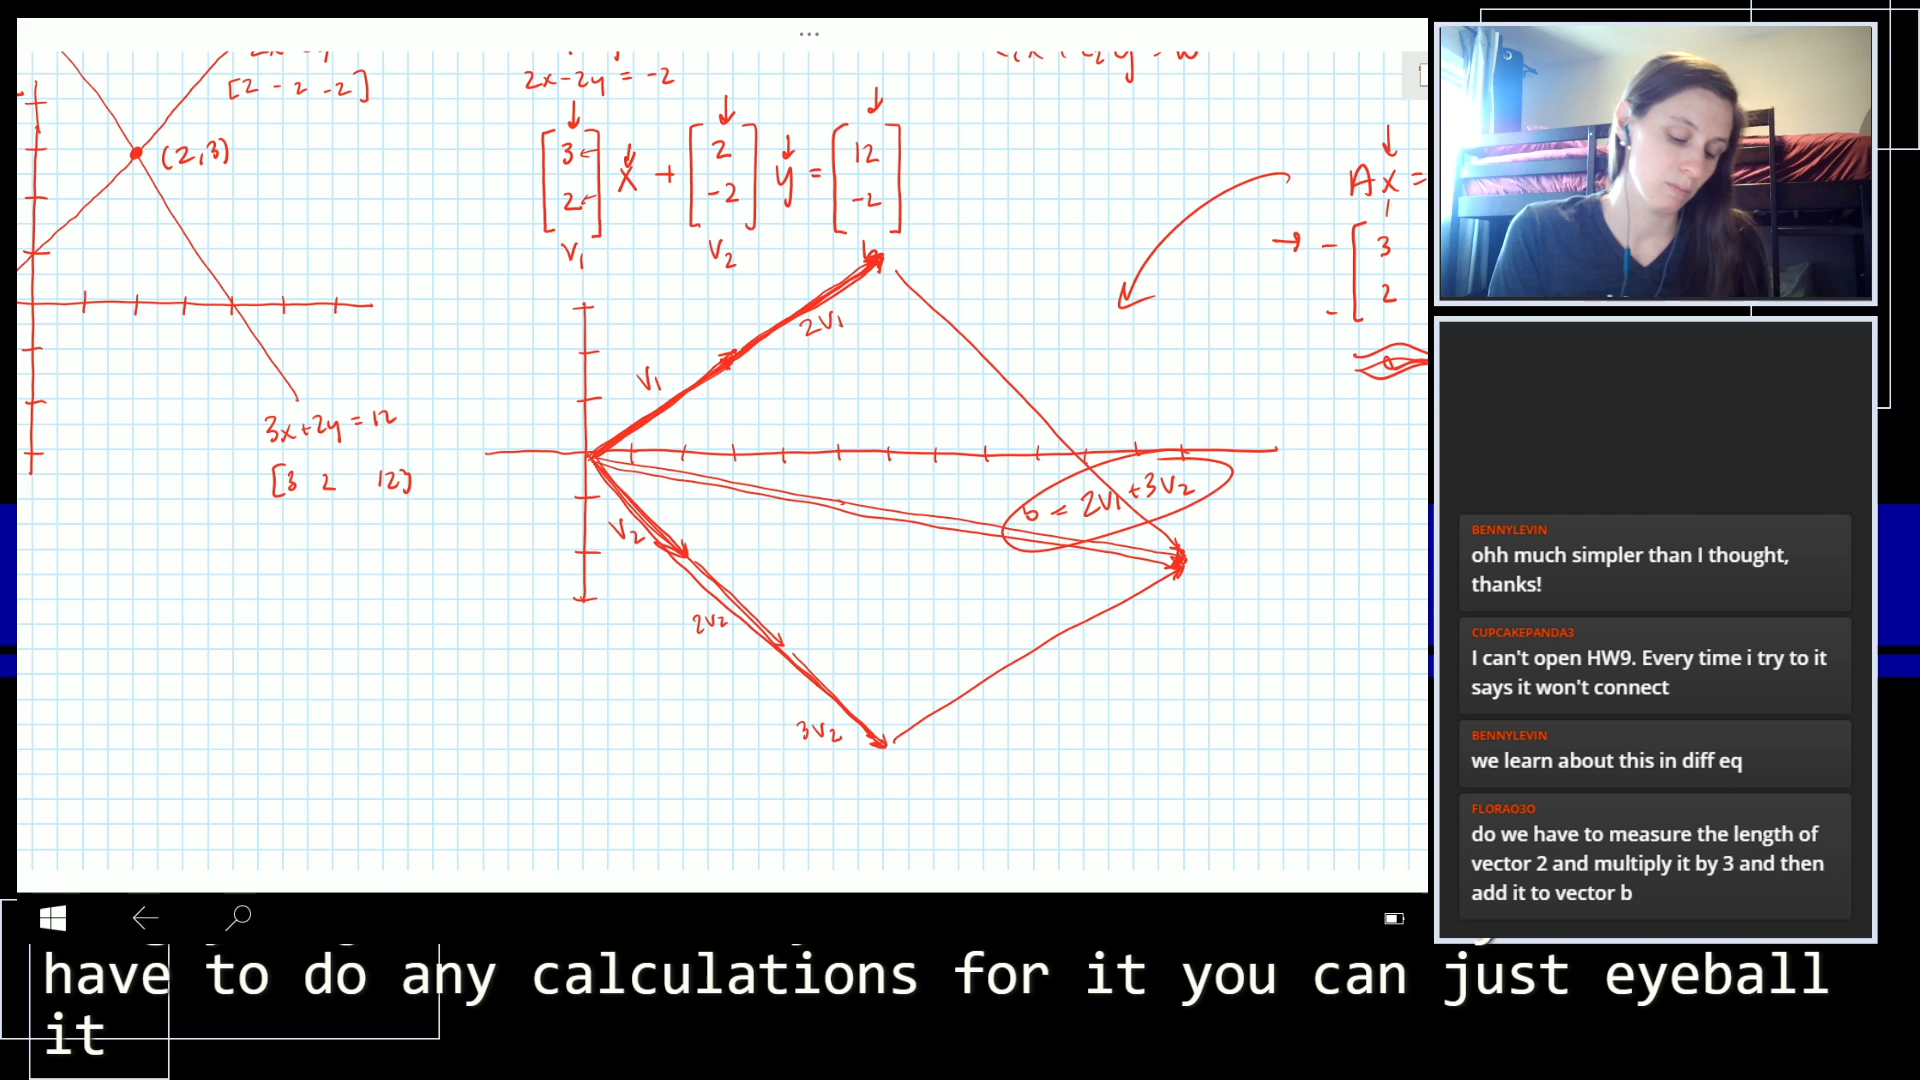 [2 -2 -2]
(2,3)
3x+2y=12
[3 2 12]
2x-2y=-2
[3 2] x + [2 -2] y = [12 -2]
V1 V2 b
V1
2V1
V2
2V2
3V2
b = 2V1+3V2
Ax =
3
2
BENNYLEVIN
ohh much simpler than I thought,
thanks!
CUPCAKEPANDA3
I can't open HW9. Every time i try to it
says it won't connect
BENNYLEVIN
we learn about this in diff eq
FLORAO3O
do we have to measure the length of
vector 2 and multiply it by 3 and then
add it to vector b
have to do any calculations for it you can just eyeball
it